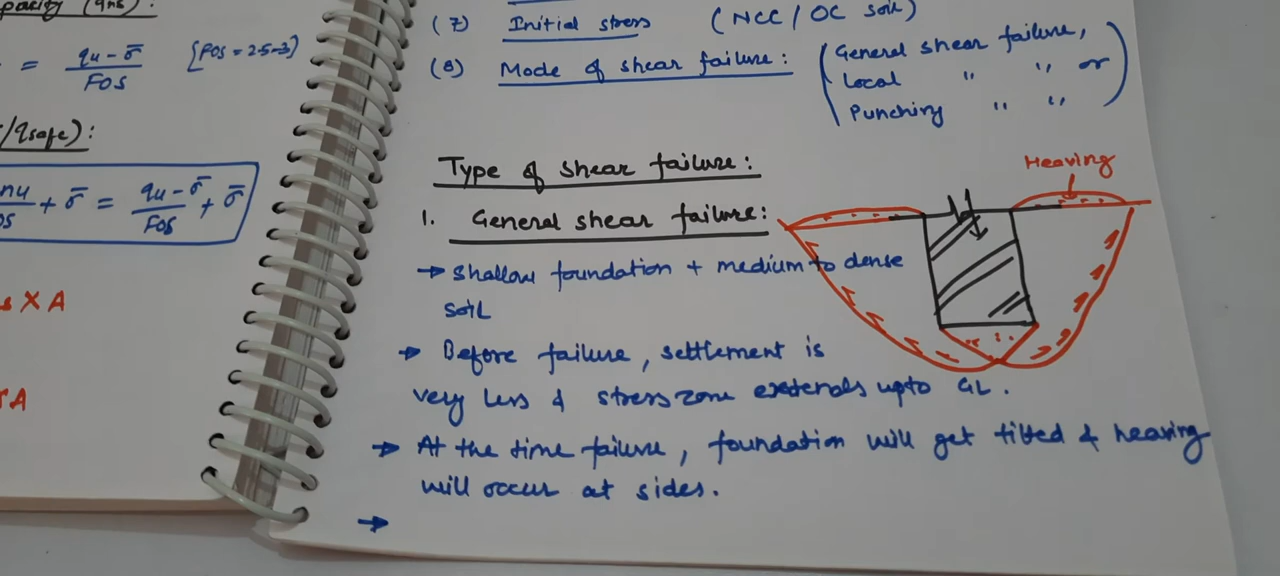 (qns):
= qu - σ̄ / FOS [FOS = 2.5-3]
/qsafe):
+ σ̄ = qu - σ̄ / FOS + σ̄
X A
A
(7) Initial stress (NCC / OC soil)
(8) Mode of shear failure: (General shear failure,
Local " " or
Punching " " )
Type of shear failure:
Heaving
1. General shear failure:
→ Shallow foundation + medium to dense
soil
→ Before failure, settlement is
very less & stress zone extends upto GL.
→ At the time failure, foundation will get tilted & heaving
will occur at sides.
→